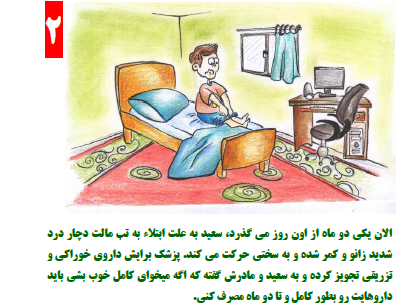 ۲
الان یکی دو ماه از اون روز می گذرد، سعید به علت ابتلاء به تب مالت دچار درد
شدید زانو و کمر شده و به سختی حرکت می کند. پزشک برایش داروی خوراکی و
تزریقی تجویز کرده و به سعید و مادرش گفته که اگه میخوای کامل خوب بشی باید
داروهایت رو بطور کامل و تا دو ماه مصرف کنی.